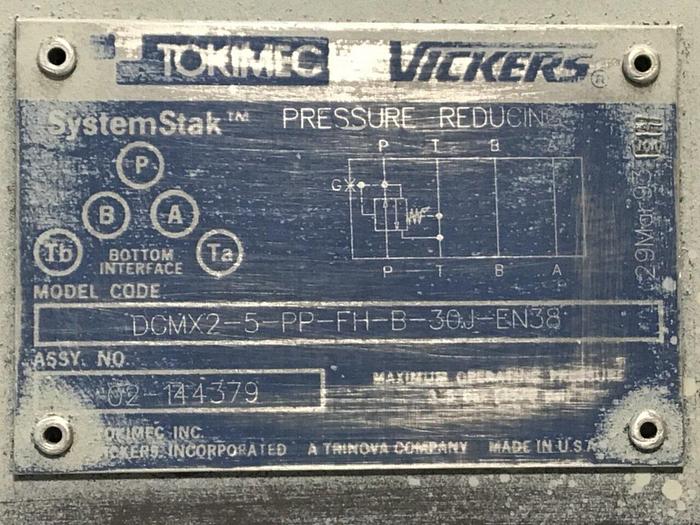 TOKIMEC VICKERS®
SystemStak™ PRESSURE REDUCING
P T B A
P
G
B A
Tb BOTTOM INTERFACE Ta
P T B A
29Mar93
MODEL CODE
DGMX2-5-PP-FH-B-30J-EN38
ASSY. NO.
02-144379
MAXIMUM OPERATING PRESSURE
TOKIMEC INC.
VICKERS, INCORPORATED A TRINOVA COMPANY MADE IN U.S.A.